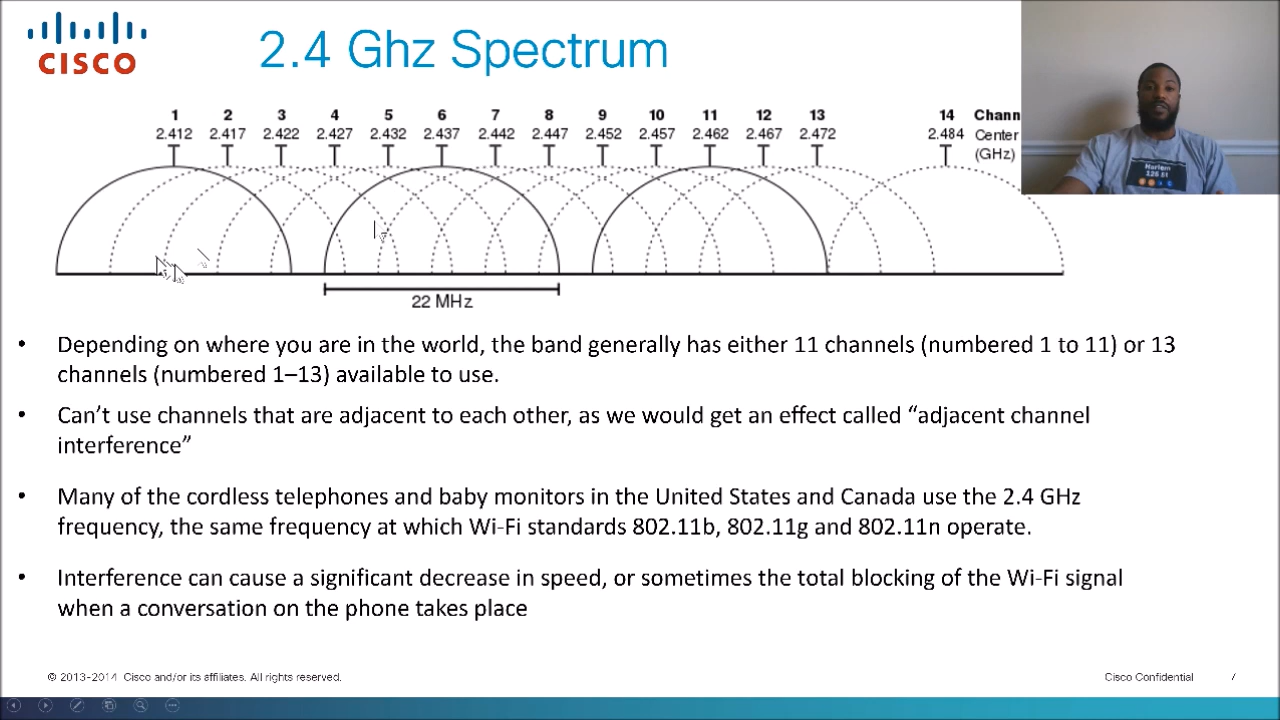 CISCO
2.4 Ghz Spectrum
1 2 3 4 5 6 7 8 9 10 11 12 13 14 Chann
2.412 2.417 2.422 2.427 2.432 2.437 2.442 2.447 2.452 2.457 2.462 2.467 2.472 2.484 Center
(GHz)
Harlem
125 St
22 MHz
• Depending on where you are in the world, the band generally has either 11 channels (numbered 1 to 11) or 13
channels (numbered 1–13) available to use.
• Can’t use channels that are adjacent to each other, as we would get an effect called “adjacent channel
interference”
• Many of the cordless telephones and baby monitors in the United States and Canada use the 2.4 GHz
frequency, the same frequency at which Wi-Fi standards 802.11b, 802.11g and 802.11n operate.
• Interference can cause a significant decrease in speed, or sometimes the total blocking of the Wi-Fi signal
when a conversation on the phone takes place
© 2013-2014 Cisco and/or its affiliates. All rights reserved.
Cisco Confidential 7